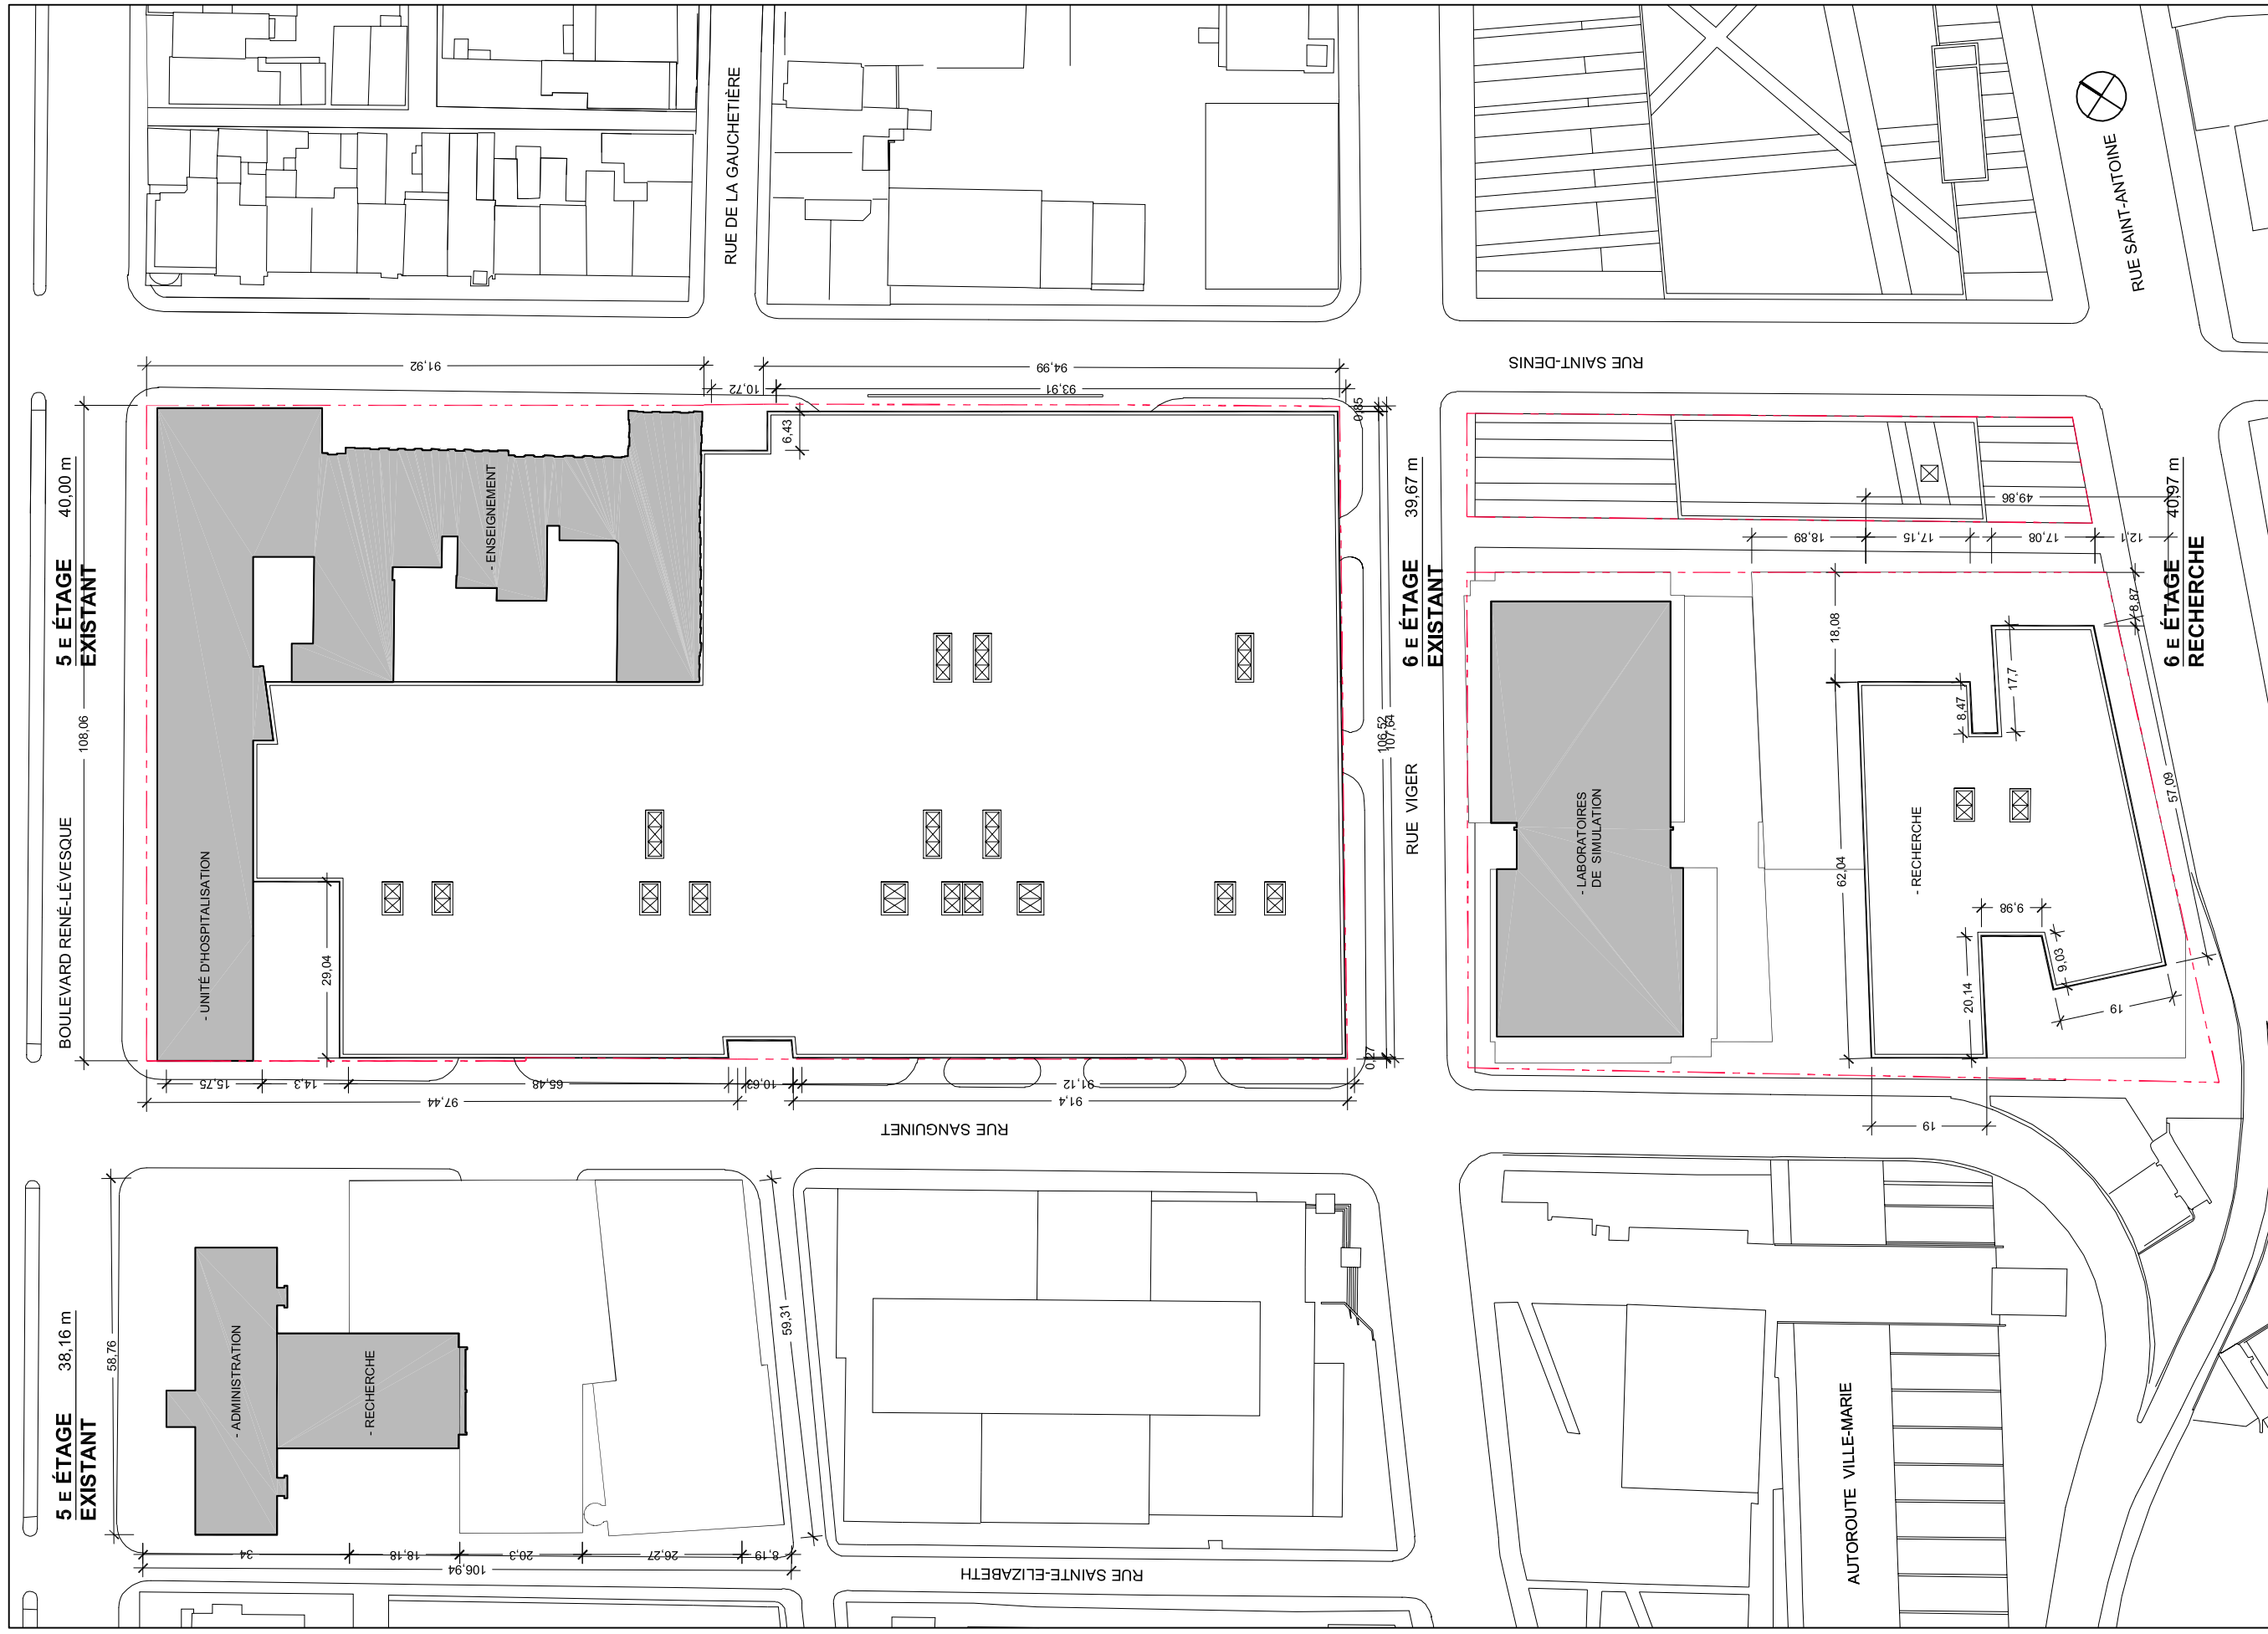 RUE DE LA GAUCHETIÈRE
RUE SAINT-ANTOINE
RUE SAINT-DENIS
91,92
10,72
94,99
93,91
0,85
6,43
5 E ÉTAGE 40,00 m
EXISTANT
108,06
BOULEVARD RENÉ-LÉVESQUE
- ENSEIGNEMENT
- UNITÉ D'HOSPITALISATION
29,04
6 E ÉTAGE 39,67 m
EXISTANT
106,52
107,64
RUE VIGER
0,27
- LABORATOIRES
DE SIMULATION
49,86
18,89
17,15
17,08
12,1
18,08
8,87
6 E ÉTAGE 40,97 m
RECHERCHE
8,47
17,7
57,09
62,04
- RECHERCHE
9,98
9,03
20,14
19
19
15,75
14,3
65,48
10,63
91,12
97,44
91,4
RUE SANGUINET
5 E ÉTAGE 38,16 m
EXISTANT
58,76
- ADMINISTRATION
- RECHERCHE
59,31
34
18,18
20,3
26,27
8,19
106,94
RUE SAINTE-ELIZABETH
AUTOROUTE VILLE-MARIE